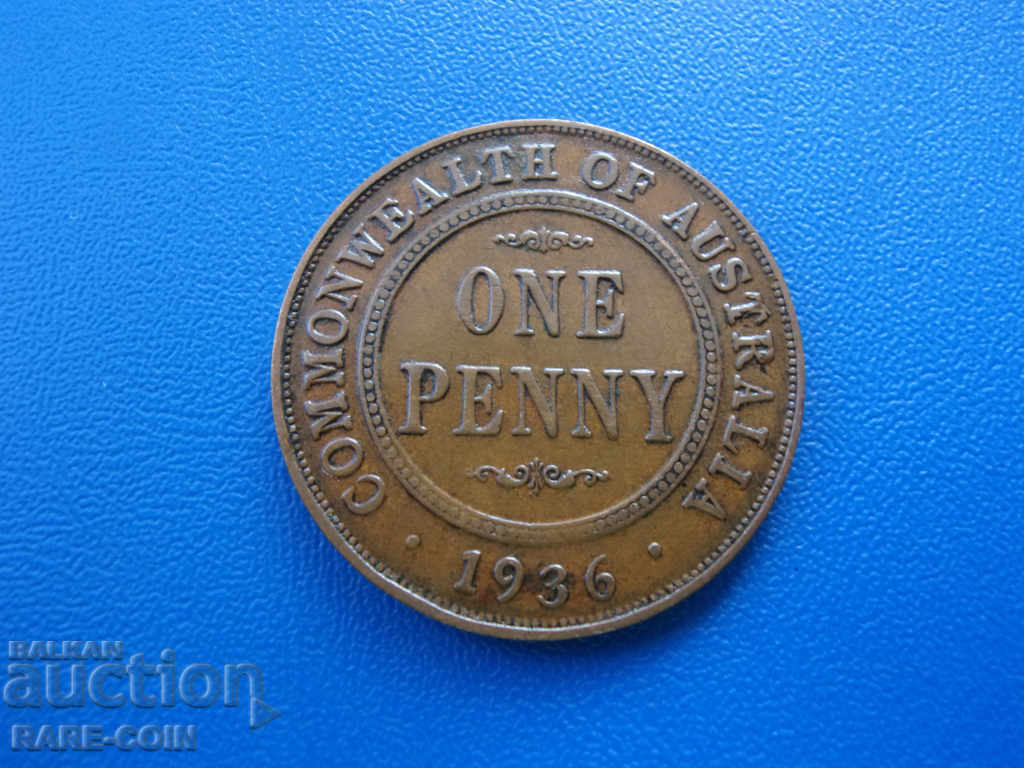 COMMONWEALTH OF AUSTRALIA
ONE
PENNY
· 1936 ·
BALKAN
auction
RARE-COIN